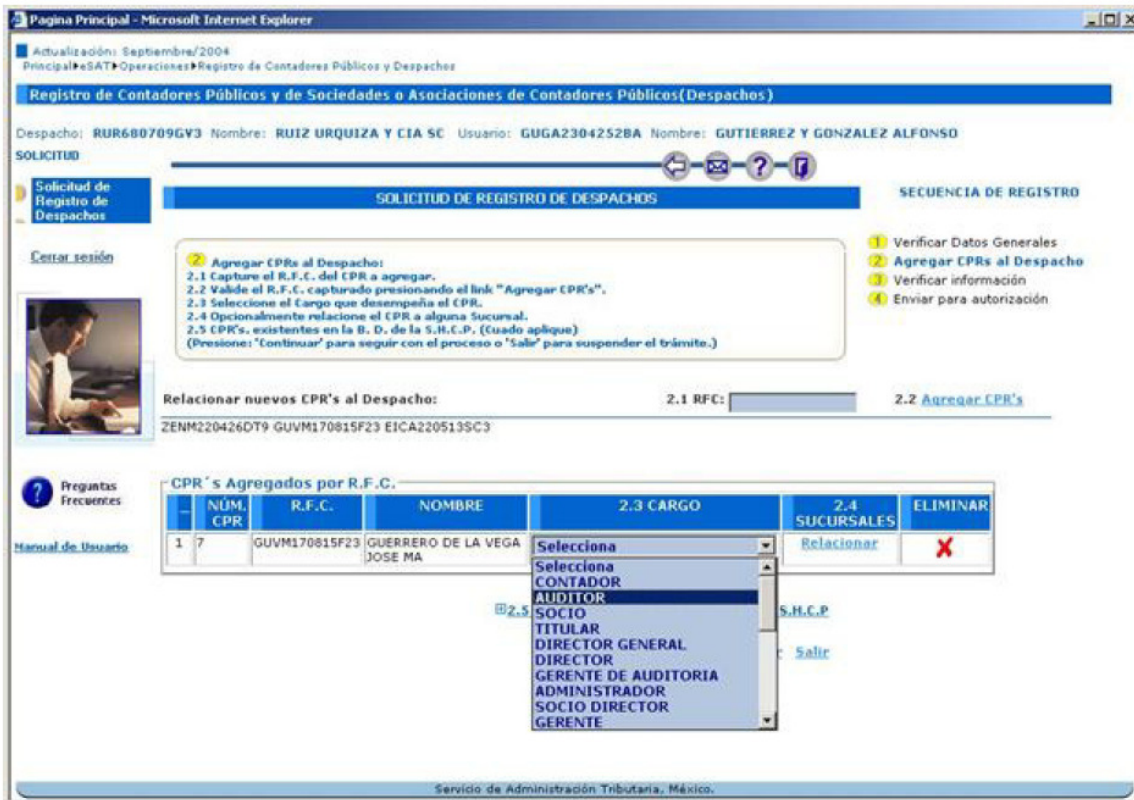 Pagina Principal - Microsoft Internet Explorer
Actualización: Septiembre/2004
Principal▶eSAT▶Operaciones▶Registro de Contadores Públicos y Despachos
Registro de Contadores Públicos y de Sociedades o Asociaciones de Contadores Públicos(Despachos)
Despacho: RUR680709GV3 Nombre: RUIZ URQUIZA Y CIA SC Usuario: GUGA2304252BA Nombre: GUTIERREZ Y GONZALEZ ALFONSO
SOLICITUD
Solicitud de
Registro de
Despachos
SOLICITUD DE REGISTRO DE DESPACHOS
SECUENCIA DE REGISTRO
Cerrar sesión
2 Agregar CPRs al Despacho:
2.1 Capture el R.F.C. del CPR a agregar.
2.2 Valide el R.F.C. capturado presionando el link "Agregar CPR's".
2.3 Seleccione el Cargo que desempeña el CPR.
2.4 Opcionalmente relacione el CPR a alguna Sucursal.
2.5 CPR's. existentes en la B. D. de la S.H.C.P. (Cuado aplique)
(Presione: 'Continuar' para seguir con el proceso o 'Salir' para suspender el trámite.)
1 Verificar Datos Generales
2 Agregar CPRs al Despacho
3 Verificar información
4 Enviar para autorización
Relacionar nuevos CPR's al Despacho: 2.1 RFC: 2.2 Agregar CPR's
ZENM220426DT9 GUVM170815F23 EICA220513SC3
? Preguntas
Frecuentes
Manual de Usuario
CPR´s Agregados por R.F.C.
_ NÚM. CPR R.F.C. NOMBRE 2.3 CARGO 2.4 SUCURSALES ELIMINAR
1 7 GUVM170815F23 GUERRERO DE LA VEGA JOSE MA Selecciona Relacionar
Selecciona
CONTADOR
AUDITOR
SOCIO
TITULAR
DIRECTOR GENERAL
DIRECTOR
GERENTE DE AUDITORIA
ADMINISTRADOR
SOCIO DIRECTOR
GERENTE
2.5 S.H.C.P
Salir
Servicio de Administración Tributaria, México.